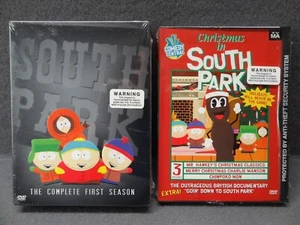 SOUTH
PARK
WARNING
THE COMPLETE FIRST SEASON
DVD
COMEDY
CENTRAL
Christmas
in
SOUTH
PARK
WARNING
3
MR. HANKEY'S CHRISTMAS CLASSICS
MERRY CHRISTMAS CHARLIE MANSON
CHINPOKO MON
THE OUTRAGEOUS BRITISH DOCUMENTARY
EXTRA!
"GOIN' DOWN TO SOUTH PARK"
DVD
MA
PROTECTED BY ANTI-THEFT SECURITY SYSTEM